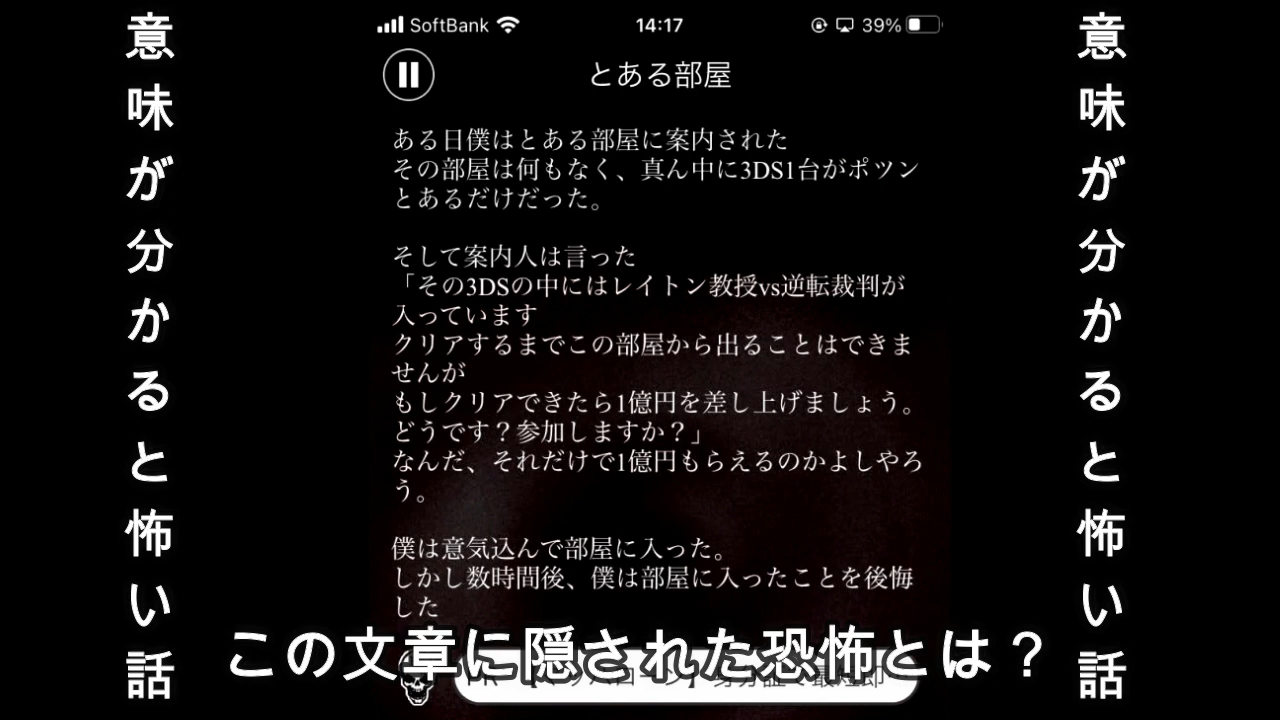 意味が分かると怖い話
SoftBank
14:17
39%
とある部屋
ある日僕はとある部屋に案内された
その部屋は何もなく、真ん中に3DS1台がポツン
とあるだけだった。
そして案内人は言った
「その3DSの中にはレイトン教授vs逆転裁判が
入っています
クリアするまでこの部屋から出ることはできま
せんが
もしクリアできたら1億円を差し上げましょう。
どうです？参加しますか？」
なんだ、それだけで1億円もらえるのかよしやろ
う。
僕は意気込んで部屋に入った。
しかし数時間後、僕は部屋に入ったことを後悔
した
この文章に隠された恐怖とは？
意味が分かると怖い話